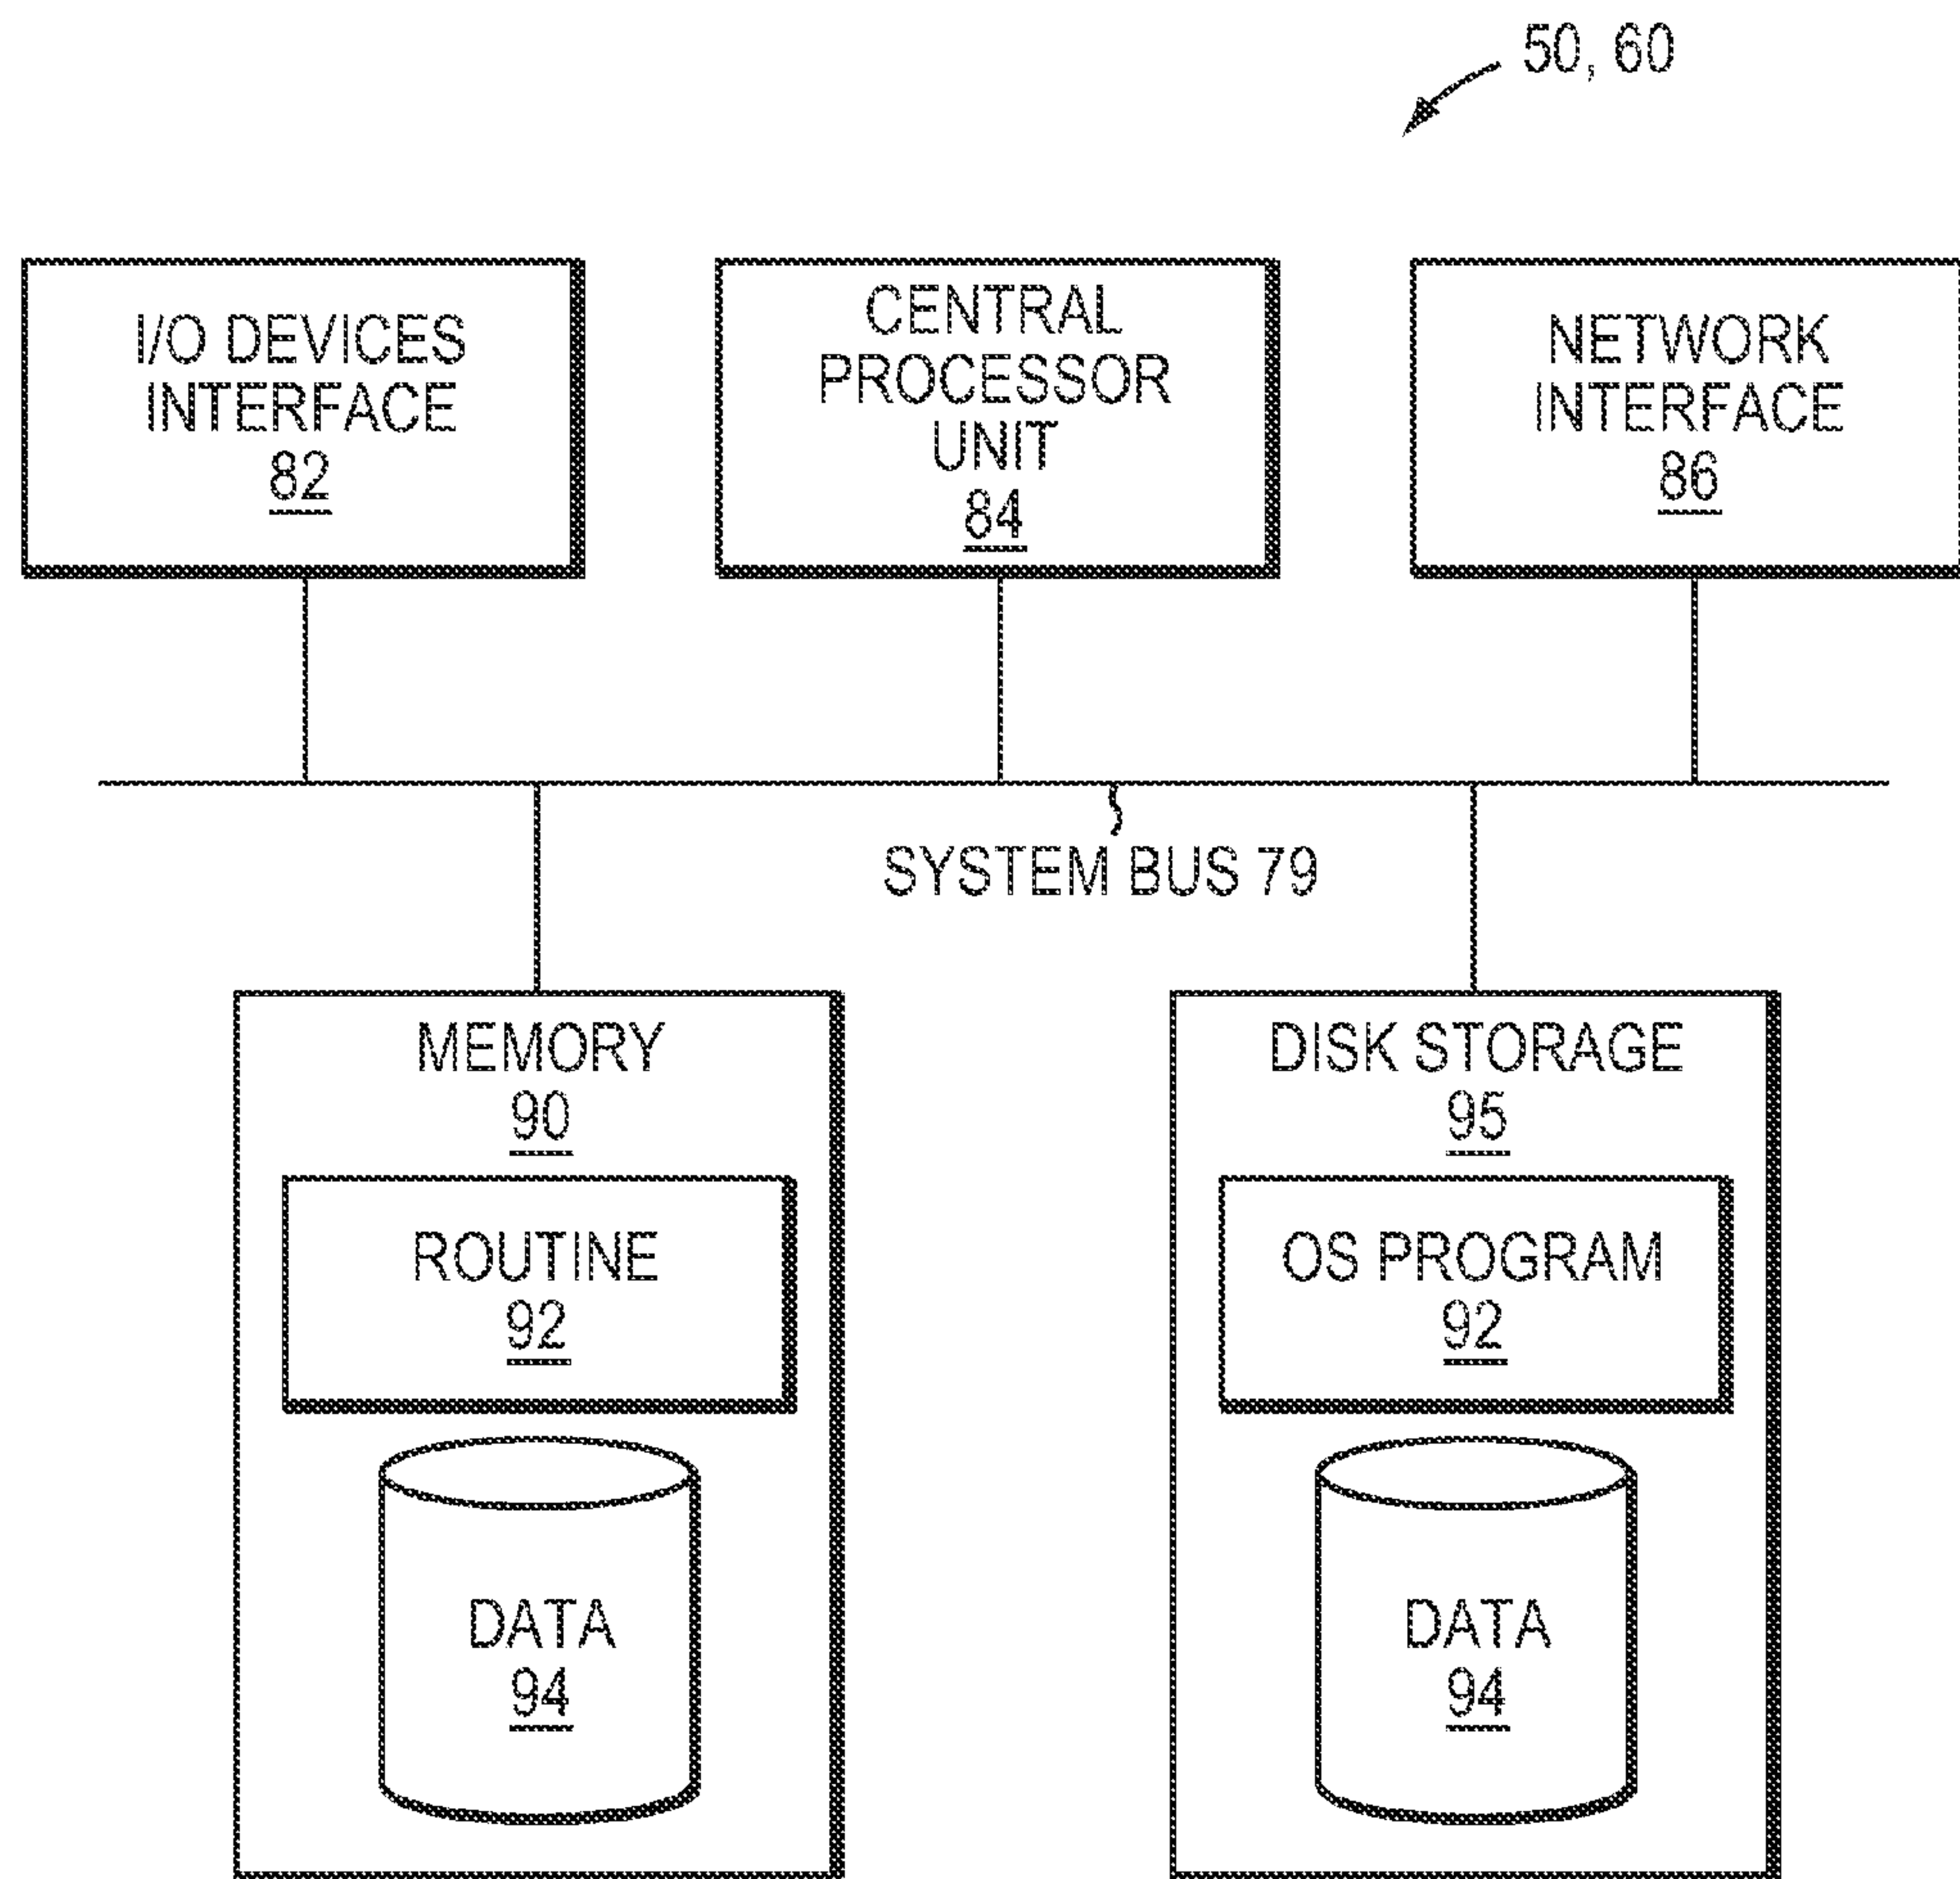 50, 60
I/O DEVICES
INTERFACE
82
CENTRAL
PROCESSOR
UNIT
84
NETWORK
INTERFACE
86
SYSTEM BUS 79
MEMORY
90
ROUTINE
92
DATA
94
DISK STORAGE
95
OS PROGRAM
92
DATA
94